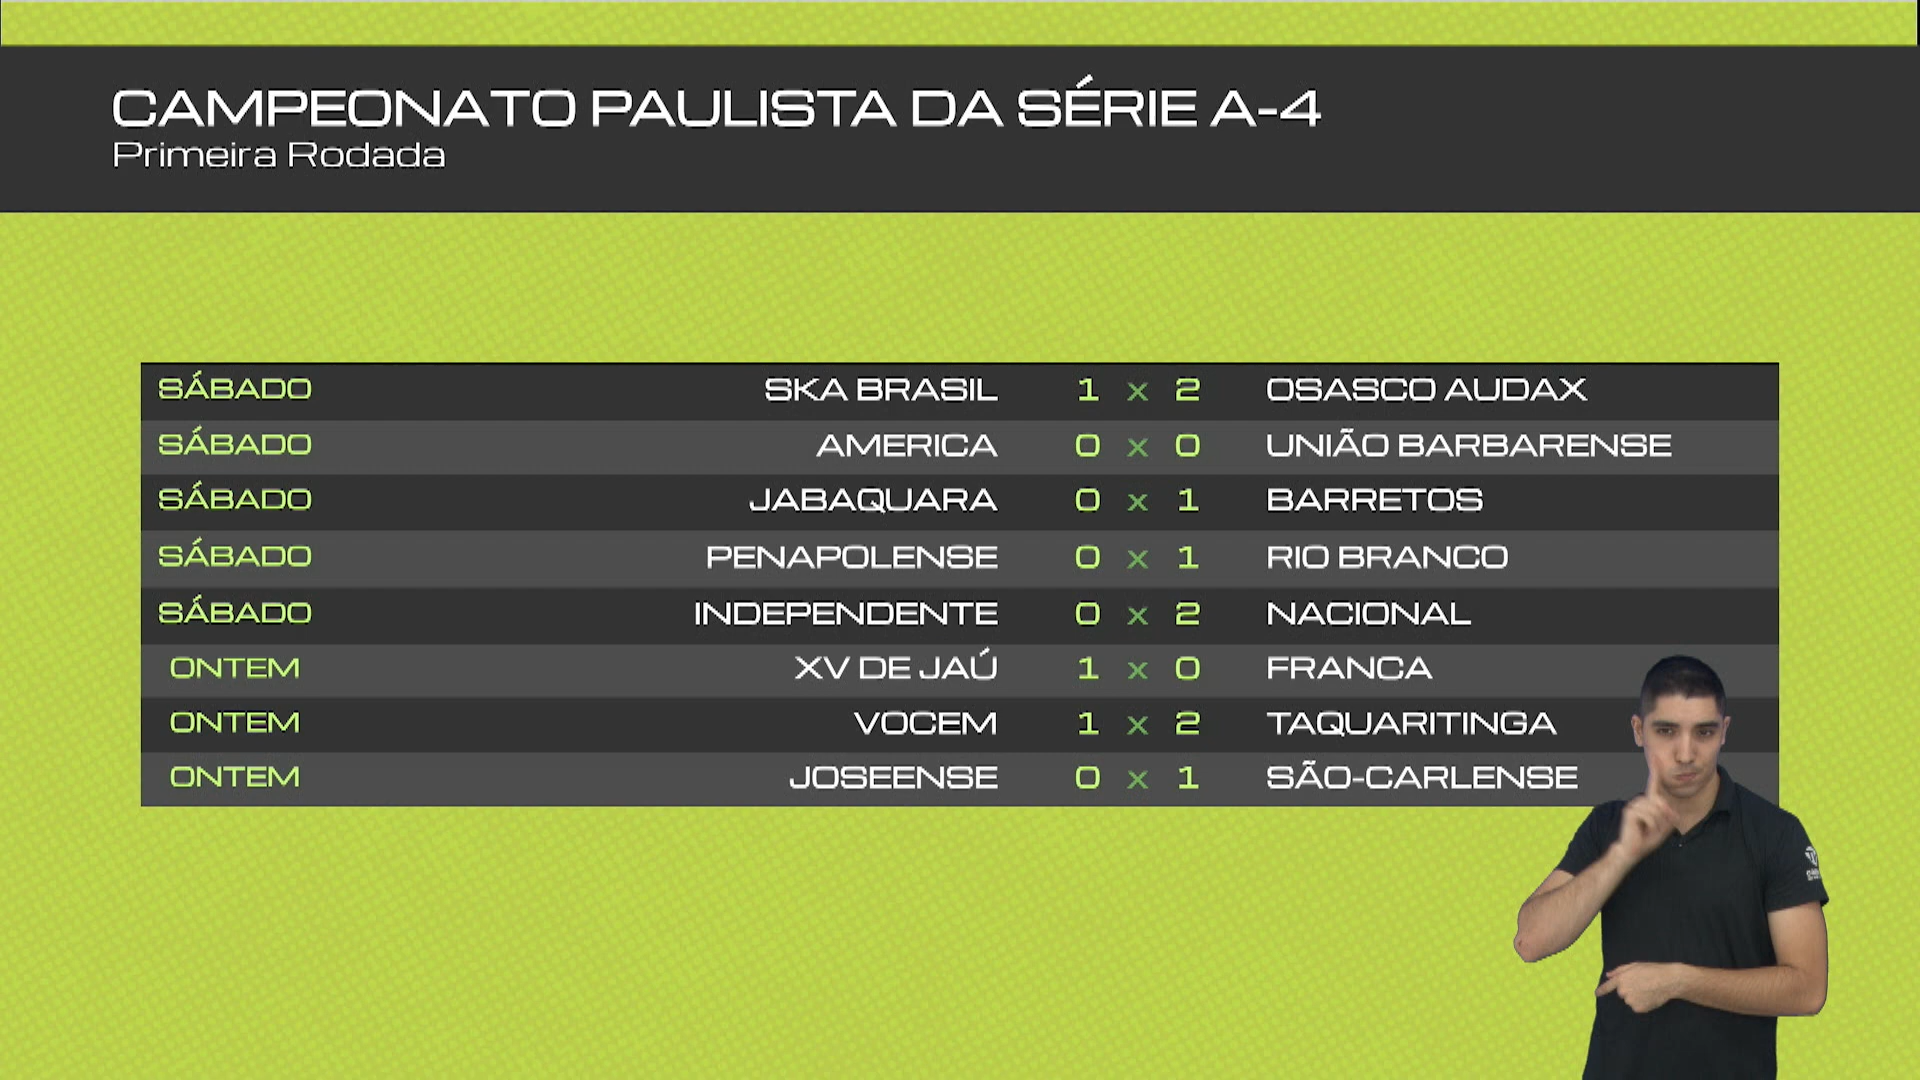 CAMPEONATO PAULISTA DA SÉRIE A-4
Primeira Rodada
SÁBADO SKA BRASIL 1 x 2 OSASCO AUDAX
SÁBADO AMERICA 0 x 0 UNIÃO BARBARENSE
SÁBADO JABAQUARA 0 x 1 BARRETOS
SÁBADO PENAPOLENSE 0 x 1 RIO BRANCO
SÁBADO INDEPENDENTE 0 x 2 NACIONAL
ONTEM XV DE JAÚ 1 x 0 FRANCA
ONTEM VOCEM 1 x 2 TAQUARITINGA
ONTEM JOSEENSE 0 x 1 SÃO-CARLENSE